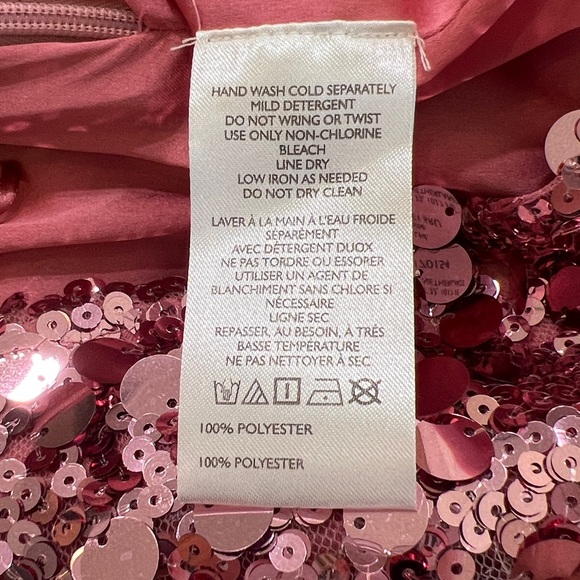 HAND WASH COLD SEPARATELY
MILD DETERGENT
DO NOT WRING OR TWIST
USE ONLY NON-CHLORINE
BLEACH
LINE DRY
LOW IRON AS NEEDED
DO NOT DRY CLEAN
LAVER À LA MAIN À L'EAU FROIDE
SÉPARÉMENT
AVEC DÉTERGENT DUOX
NE PAS TORDRE OU ESSORER
UTILISER UN AGENT DE
BLANCHIMENT SANS CHLORE SI
NÉCESSAIRE
LIGNE SEC
REPASSER, AU BESOIN, À TRÈS
BASSE TEMPÉRATURE
NE PAS NETTOYER À SEC
100% POLYESTER
100% POLYESTER
70154